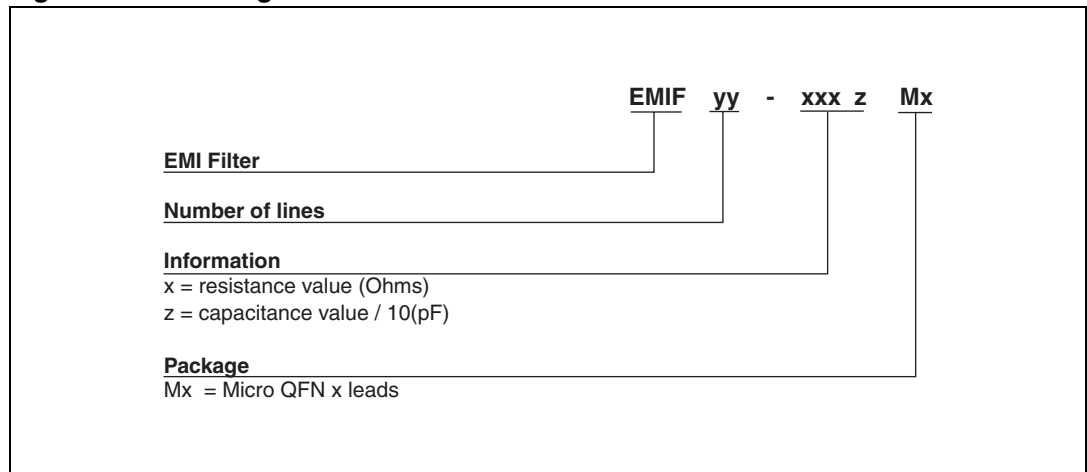 EMIF yy - xxx z Mx
EMI Filter
Number of lines
Information
x = resistance value (Ohms)
z = capacitance value / 10(pF)
Package
Mx = Micro QFN x leads